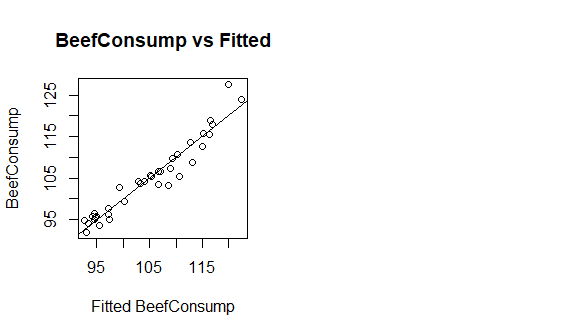 BeefConsump vs Fitted
BeefConsump
125
115
105
95
95 105 115
Fitted BeefConsump